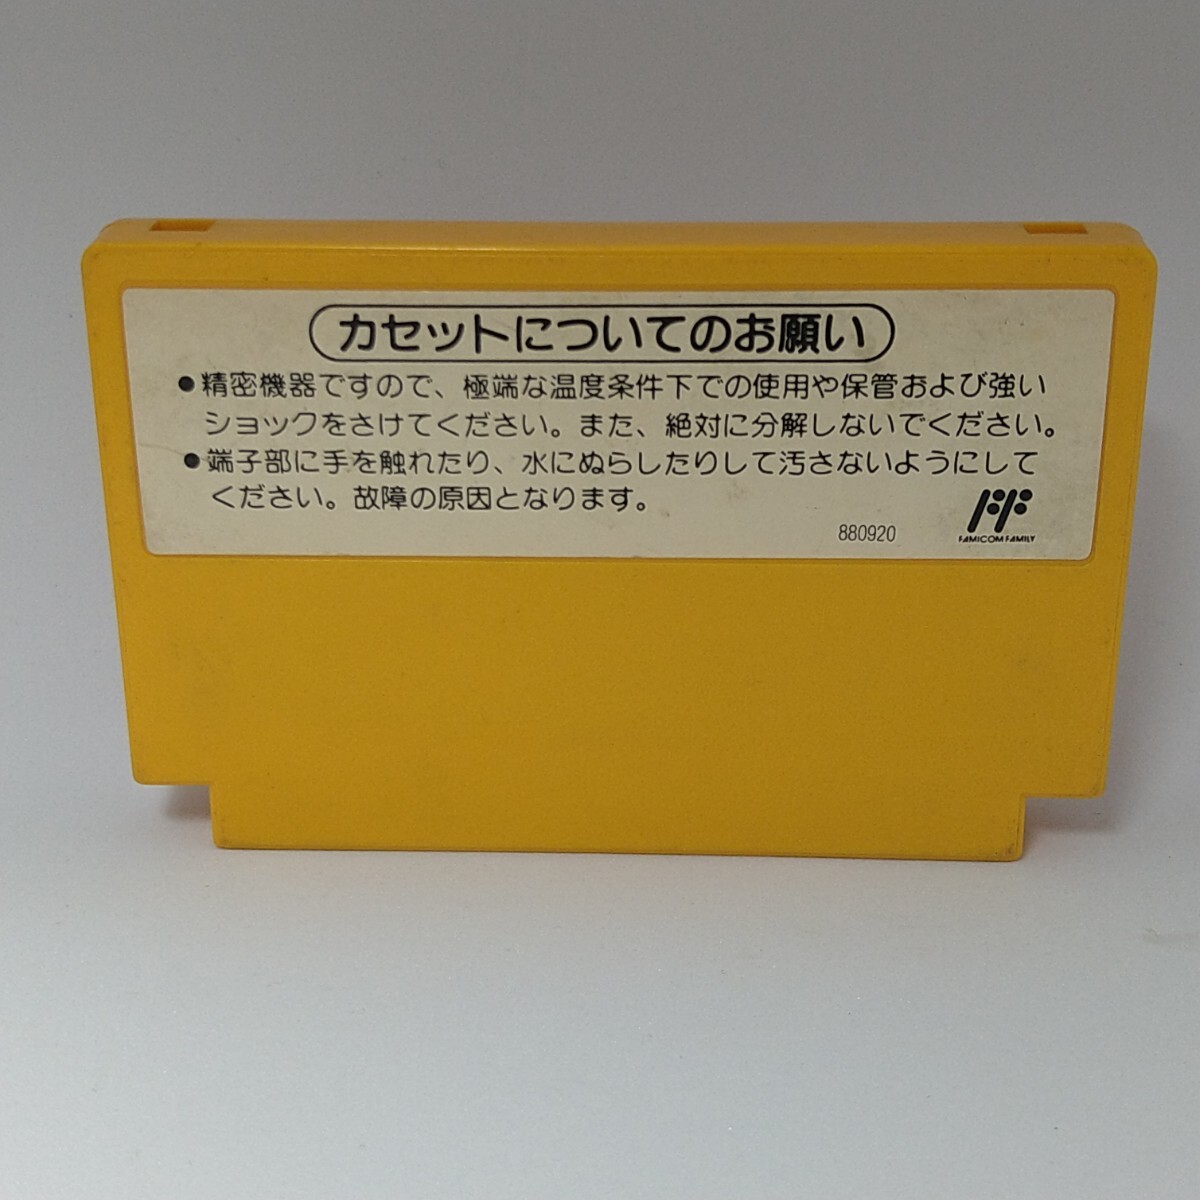 カセットについてのお願い
●精密機器ですので、極端な温度条件下での使用や保管および強い
ショックをさけてください。また、絶対に分解しないでください。
●端子部に手を触れたり、水にぬらしたりして汚さないようにして
ください。故障の原因となります。
880920
FF
FAMICOM FAMILY